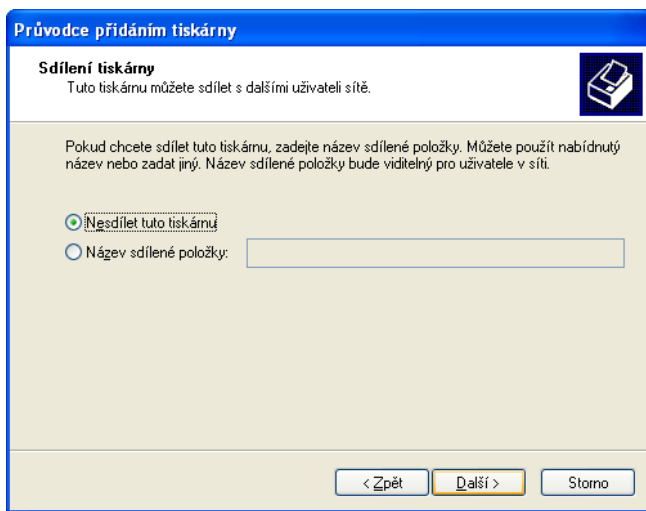 Průvodce přidáním tiskárny
Sdílení tiskárny
Tuto tiskárnu můžete sdílet s dalšími uživateli sítě.
Pokud chcete sdílet tuto tiskárnu, zadejte název sdílené položky. Můžete použít nabídnutý
název nebo zadat jiný. Název sdílené položky bude viditelný pro uživatele v síti.
Nesdílet tuto tiskárnu
Název sdílené položky:
< Zpět Další > Storno